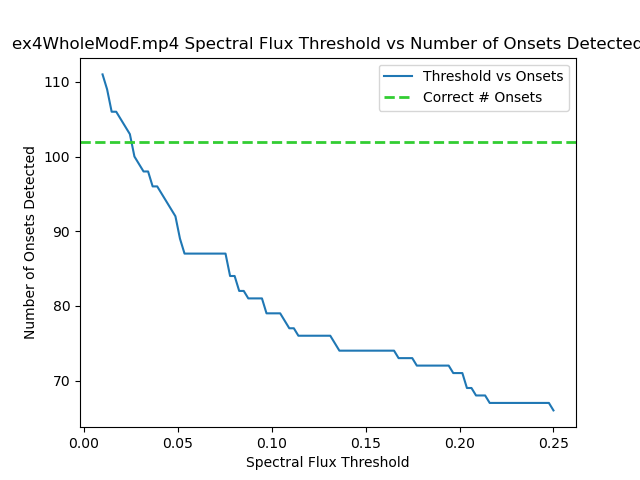 ex4WholeModF.mp4 Spectral Flux Threshold vs Number of Onsets Detected
Threshold vs Onsets
Correct # Onsets
Number of Onsets Detected
110
100
90
80
70
0.00 0.05 0.10 0.15 0.20 0.25
Spectral Flux Threshold